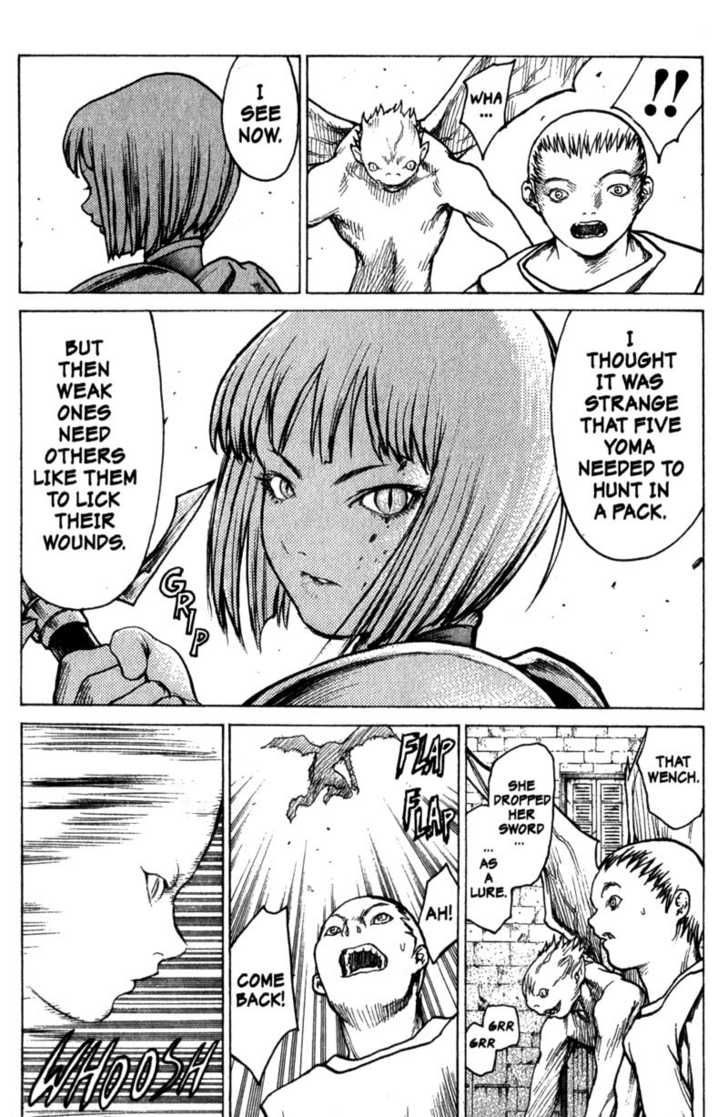 !!
WHA
...
I
SEE
NOW.
I
THOUGHT
IT WAS
STRANGE
THAT FIVE
YOMA
NEEDED TO
HUNT IN
A PACK.
BUT
THEN
WEAK
ONES
NEED
OTHERS
LIKE THEM
TO LICK
THEIR
WOUNDS.
GRIP
THAT
WENCH.
SHE
DROPPED
HER
SWORD
...
...
AS
A
LURE.
GRR
GRR
FLAP
FLAP
AH!
COME
BACK!
WHOOSH